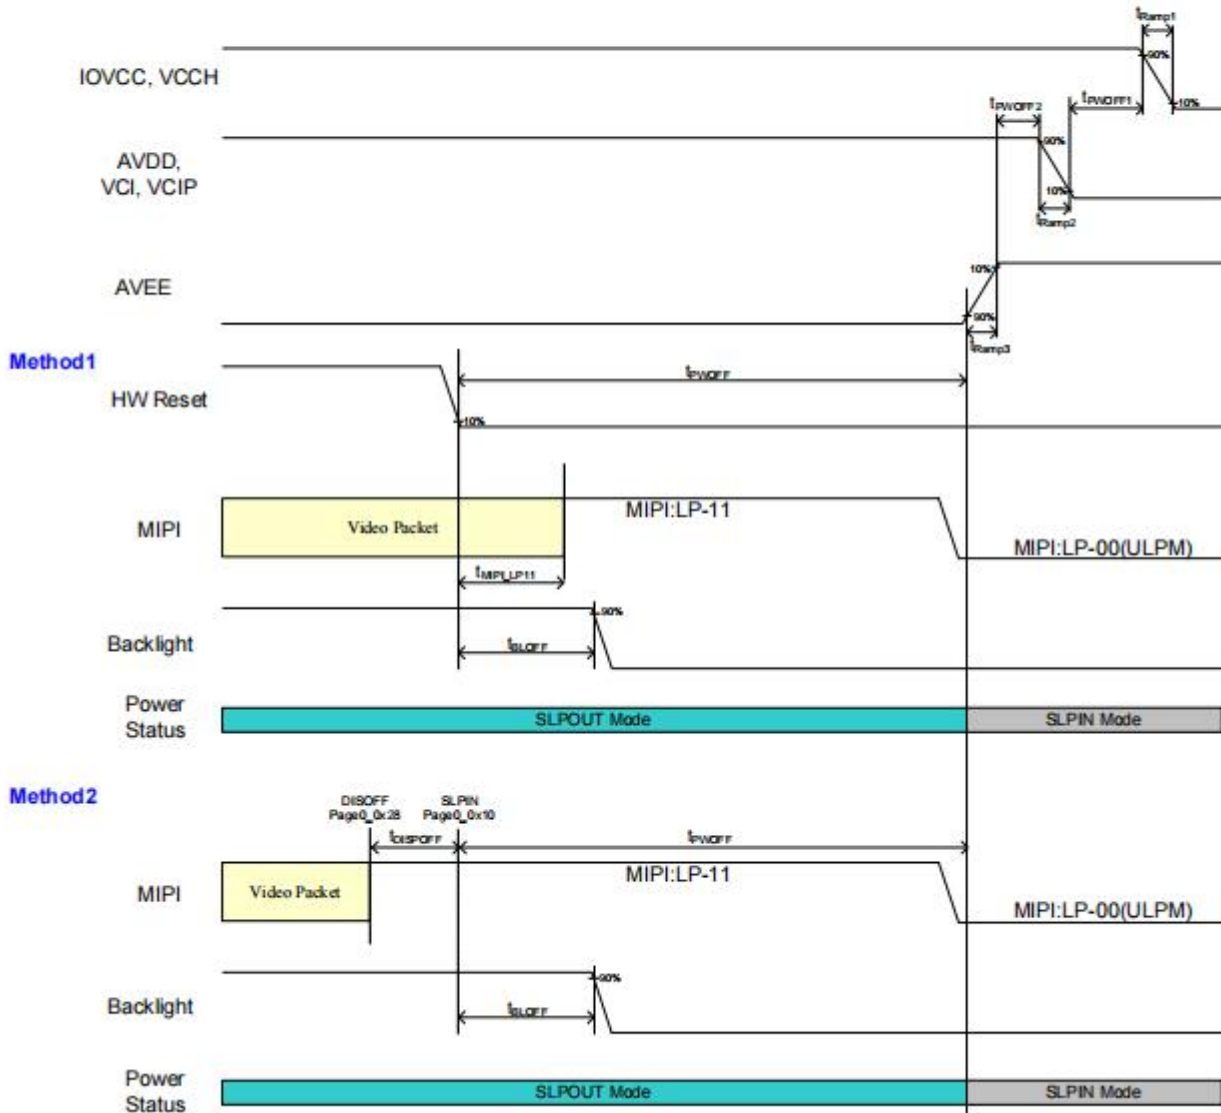 tRamp1
IOVCC, VCCH
90%
10%
tPWOFF2
tPWOFF1
AVDD,
VCI, VCIP
90%
10%
tRamp2
AVEE
10%
90%
tRamp3
Method1
HW Reset
tPWOFF
10%
MIPI
Video Packet
MIPI:LP-11
MIPI:LP-00(ULPM)
tMIPI_LP11
Backlight
90%
tBLOFF
Power
Status
SLPOUT Mode
SLPIN Mode
Method2
DISOFF
Page0_0x28
SLPIN
Page0_0x10
tDISPOFF
tPWOFF
MIPI
Video Packet
MIPI:LP-11
MIPI:LP-00(ULPM)
Backlight
90%
tBLOFF
Power
Status
SLPOUT Mode
SLPIN Mode